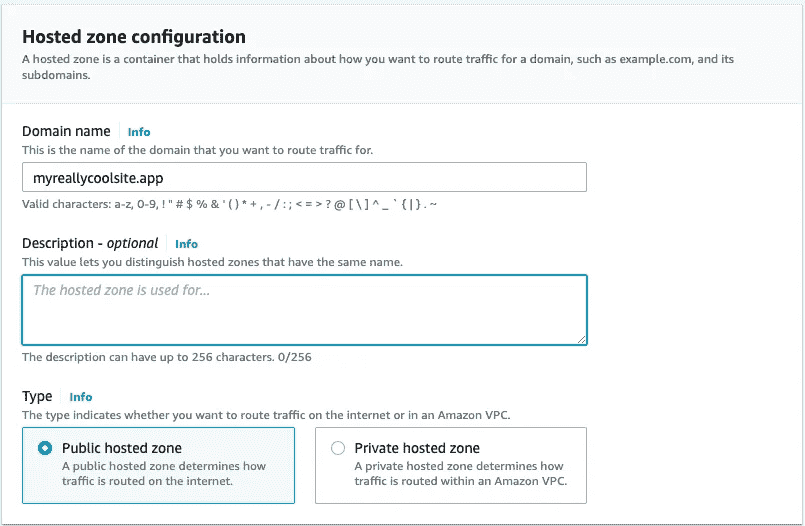 Hosted zone configuration
A hosted zone is a container that holds information about how you want to route traffic for a domain, such as example.com, and its
subdomains.
Domain name Info
This is the name of the domain that you want to route traffic for.
myreallycoolsite.app
Valid characters: a-z, 0-9, ! " # $ % & ' ( ) * + , - / : ; < = > ? @ [ \ ] ^ _ ` { | } . ~
Description - optional Info
This value lets you distinguish hosted zones that have the same name.
The hosted zone is used for...
The description can have up to 256 characters. 0/256
Type Info
The type indicates whether you want to route traffic on the internet or in an Amazon VPC.
Public hosted zone
A public hosted zone determines how
traffic is routed on the internet.
Private hosted zone
A private hosted zone determines how
traffic is routed within an Amazon VPC.